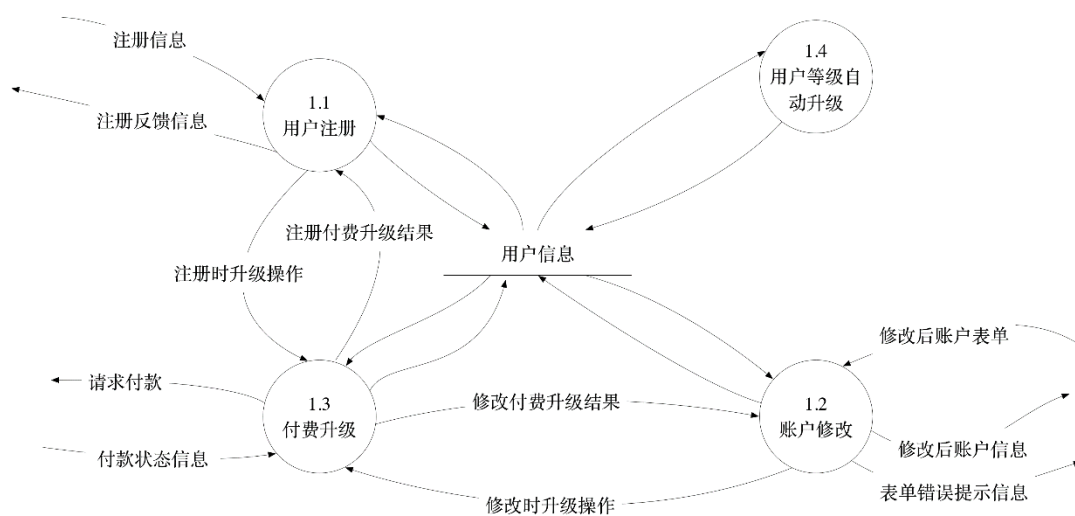 注册信息
1.4
用户等级自
动升级
1.1
用户注册
注册反馈信息
注册付费升级结果
用户信息
注册时升级操作
修改后账户表单
请求付款
1.3
付费升级
修改付费升级结果
1.2
账户修改
付款状态信息
修改后账户信息
修改时升级操作
表单错误提示信息